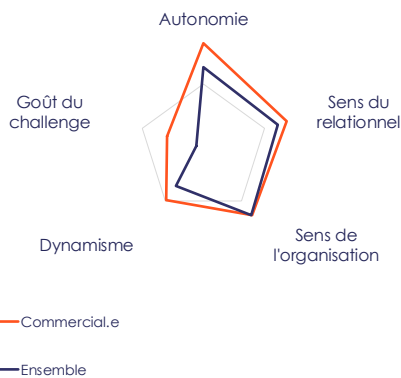 Autonomie
Goût du
challenge
Sens du
relationnel
Dynamisme
Sens de
l'organisation
Commercial.e
Ensemble